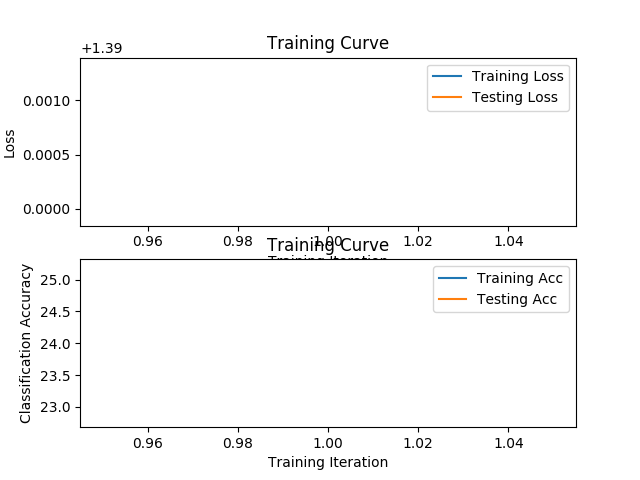 Training Curve
+1.39
Training Loss
Testing Loss
0.0010
0.0005
0.0000
Loss
0.96 0.98 1.00 1.02 1.04
Training Iteration
Training Curve
Training Acc
Testing Acc
25.0
24.5
24.0
23.5
23.0
Classification Accuracy
0.96 0.98 1.00 1.02 1.04
Training Iteration